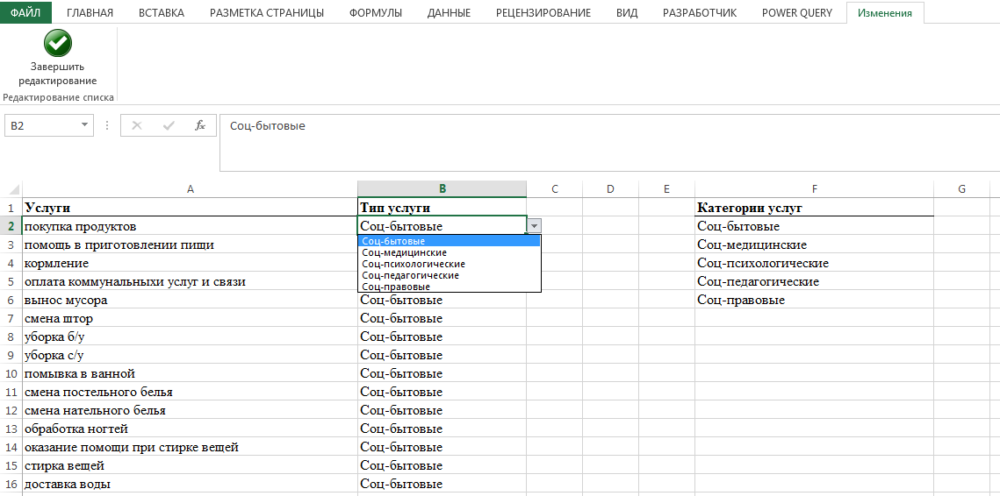 ФАЙЛ ГЛАВНАЯ ВСТАВКА РАЗМЕТКА СТРАНИЦЫ ФОРМУЛЫ ДАННЫЕ РЕЦЕНЗИРОВАНИЕ ВИД РАЗРАБОТЧИК POWER QUERY Изменения
Завершить
редактирование
Редактирование списка
B2 fx Соц-бытовые
A B C D E F G
1 Услуги Тип услуги Категории услуг
2 покупка продуктов Соц-бытовые Соц-бытовые
Соц-бытовые
Соц-медицинские
Соц-психологические
Соц-педагогические
Соц-правовые
3 помощь в приготовлении пищи Соц-медицинские
4 кормление Соц-психологические
5 оплата коммунальныхи услуг и связи Соц-педагогические
6 вынос мусора Соц-бытовые Соц-правовые
7 смена штор Соц-бытовые
8 уборка б/у Соц-бытовые
9 уборка с/у Соц-бытовые
10 помывка в ванной Соц-бытовые
11 смена постельного белья Соц-бытовые
12 смена нательного белья Соц-бытовые
13 обработка ногтей Соц-бытовые
14 оказание помощи при стирке вещей Соц-бытовые
15 стирка вещей Соц-бытовые
16 доставка воды Соц-бытовые